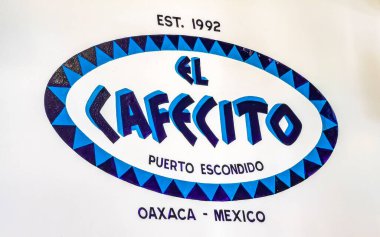 EST. 1992
EL
CAFECITO
PUERTO ESCONDIDO
OAXACA - MEXICO